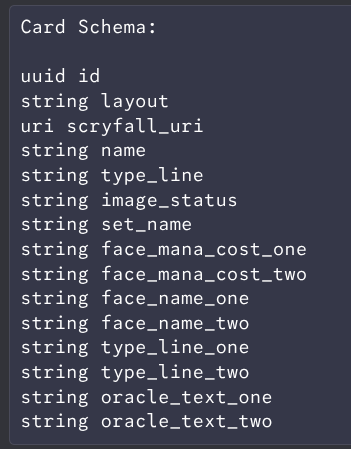 Card Schema:
uuid id
string layout
uri scryfall_uri
string name
string type_line
string image_status
string set_name
string face_mana_cost_one
string face_mana_cost_two
string face_name_one
string face_name_two
string type_line_one
string type_line_two
string oracle_text_one
string oracle_text_two